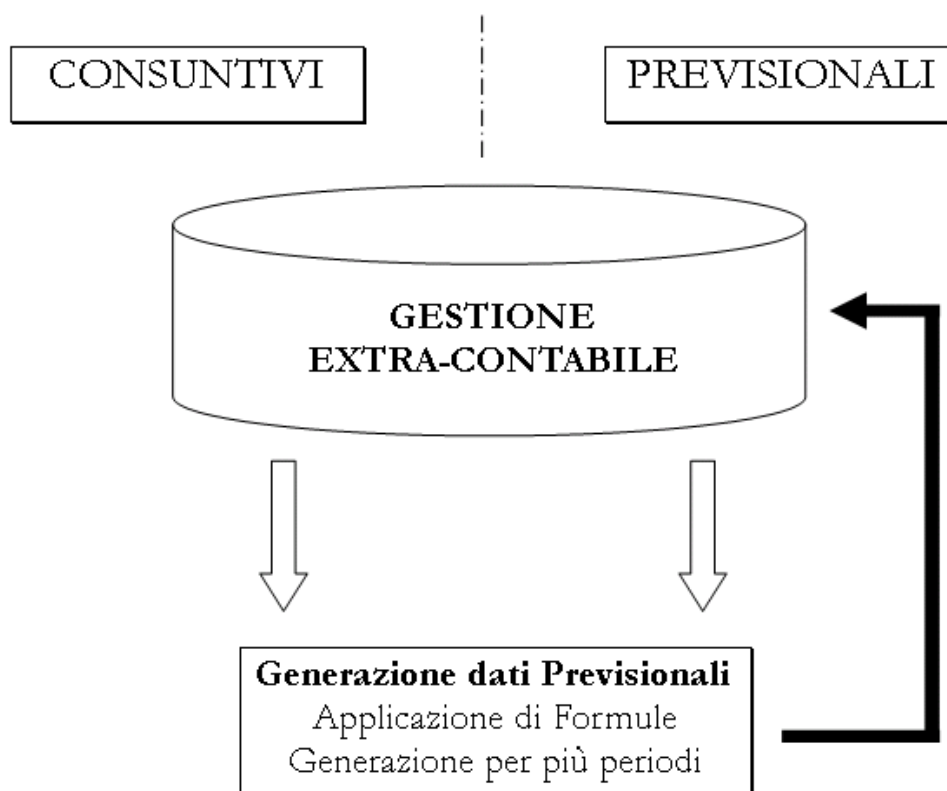 CONSUNTIVI
PREVISIONALI
GESTIONE
EXTRA-CONTABILE
Generazione dati Previsionali
Applicazione di Formule
Generazione per più periodi